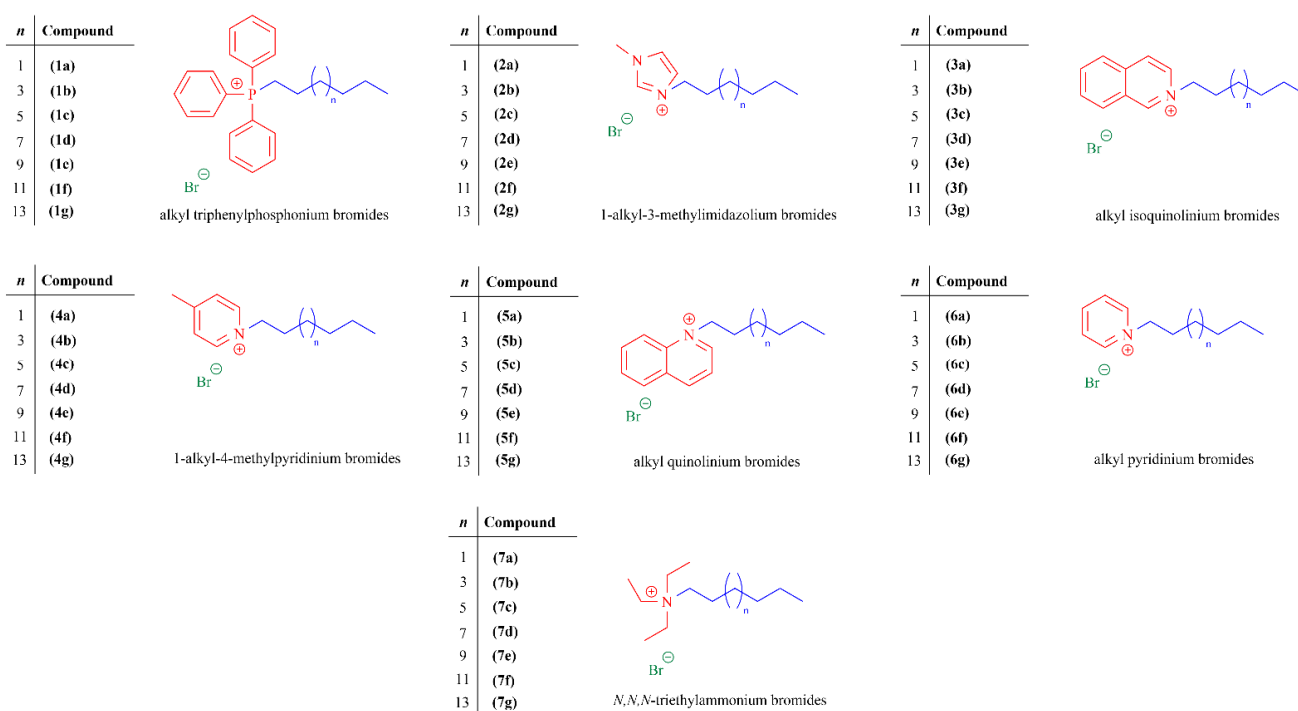 n Compound
1 (1a)
3 (1b)
5 (1c)
7 (1d)
9 (1e)
11 (1f)
13 (1g)
⊕
P
n
Br ⊖
alkyl triphenylphosphonium bromides
n Compound
1 (2a)
3 (2b)
5 (2c)
7 (2d)
9 (2e)
11 (2f)
13 (2g)
N
N
⊕
n
Br ⊖
1-alkyl-3-methylimidazolium bromides
n Compound
1 (3a)
3 (3b)
5 (3c)
7 (3d)
9 (3e)
11 (3f)
13 (3g)
N
⊕
n
Br ⊖
alkyl isoquinolinium bromides
n Compound
1 (4a)
3 (4b)
5 (4c)
7 (4d)
9 (4e)
11 (4f)
13 (4g)
N
⊕
n
Br ⊖
1-alkyl-4-methylpyridinium bromides
n Compound
1 (5a)
3 (5b)
5 (5c)
7 (5d)
9 (5e)
11 (5f)
13 (5g)
⊕
N
n
Br ⊖
alkyl quinolinium bromides
n Compound
1 (6a)
3 (6b)
5 (6c)
7 (6d)
9 (6e)
11 (6f)
13 (6g)
N
⊕
n
Br ⊖
alkyl pyridinium bromides
n Compound
1 (7a)
3 (7b)
5 (7c)
7 (7d)
9 (7e)
11 (7f)
13 (7g)
⊕
N
n
Br ⊖
N,N,N-triethylammonium bromides